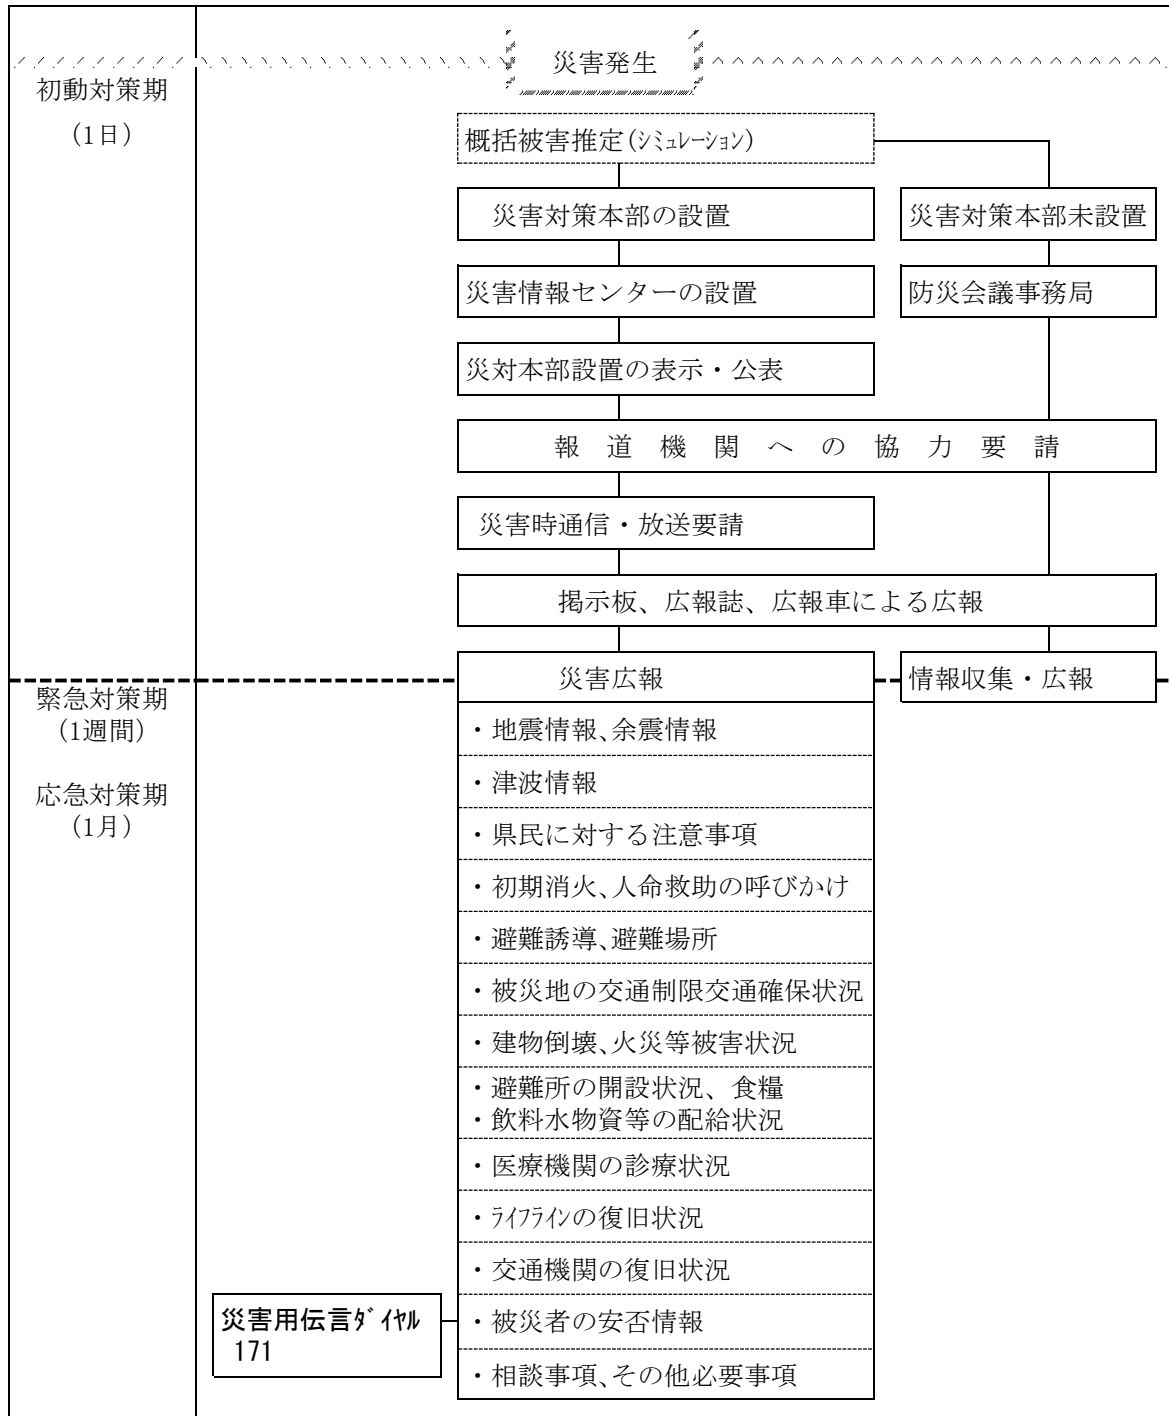 災害発生
初動対策期
(1日)
概括被害推定(ｼﾐｭﾚｰｼｮﾝ)
災害対策本部の設置
災害対策本部未設置
災害情報センターの設置
防災会議事務局
災対本部設置の表示・公表
報道機関への協力要請
災害時通信・放送要請
掲示板、広報誌、広報車による広報
災害広報
情報収集・広報
緊急対策期
(1週間)
応急対策期
(1月)
・地震情報、余震情報
・津波情報
・県民に対する注意事項
・初期消火、人命救助の呼びかけ
・避難誘導、避難場所
・被災地の交通制限交通確保状況
・建物倒壊、火災等被害状況
・避難所の開設状況、食糧
・飲料水物資等の配給状況
・医療機関の診療状況
・ﾗｲﾌﾗｲﾝの復旧状況
・交通機関の復旧状況
災害用伝言ﾀﾞｲﾔﾙ
171
・被災者の安否情報
・相談事項、その他必要事項